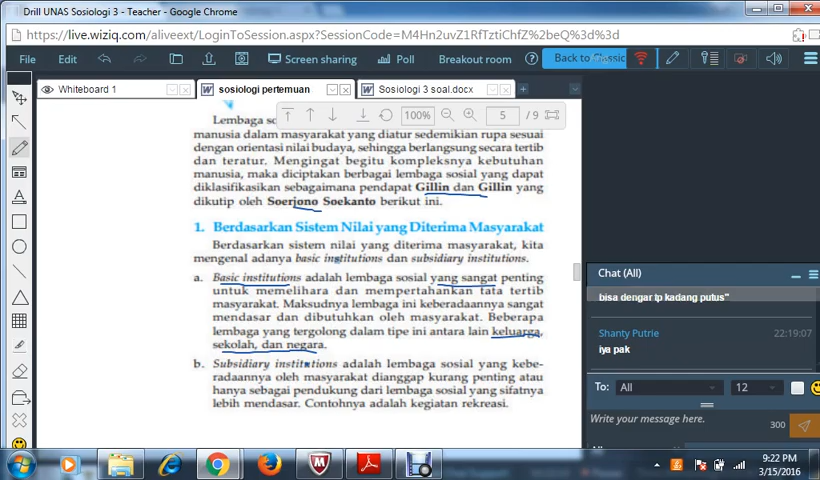 Drill UNAS Sosiologi 3 - Teacher - Google Chrome
https://live.wiziq.com/aliveext/LoginToSession.aspx?SessionCode=M4Hn2uvZ1RfTztiChfZ%2beQ%3d%3d
File Edit Screen sharing Poll Breakout room Back to Classic
Whiteboard 1 sosiologi pertemuan Sosiologi 3 soal.docx
100% 5 / 9
Lembaga so
manusia dalam masyarakat yang diatur sedemikian rupa sesuai
dengan orientasi nilai budaya, sehingga berlangsung secara tertib
dan teratur. Mengingat begitu kompleksnya kebutuhan
manusia, maka diciptakan berbagai lembaga sosial yang dapat
diklasifikasikan sebagaimana pendapat Gillin dan Gillin yang
dikutip oleh Soerjono Soekanto berikut ini.
1. Berdasarkan Sistem Nilai yang Diterima Masyarakat
Berdasarkan sistem nilai yang diterima masyarakat, kita
mengenal adanya basic institutions dan subsidiary institutions.
a. Basic institutions adalah lembaga sosial yang sangat penting
untuk memelihara dan mempertahankan tata tertib
masyarakat. Maksudnya lembaga ini keberadaannya sangat
mendasar dan dibutuhkan oleh masyarakat. Beberapa
lembaga yang tergolong dalam tipe ini antara lain keluarga,
sekolah, dan negara.
b. Subsidiary institutions adalah lembaga sosial yang kebe-
radaannya oleh masyarakat dianggap kurang penting atau
hanya sebagai pendukung dari lembaga sosial yang sifatnya
lebih mendasar. Contohnya adalah kegiatan rekreasi.
Chat (All)
bisa dengar tp kadang putus"
Shanty Putrie 22:19:07
iya pak
To: All 12
Write your message here. 300
9:22 PM
3/15/2016